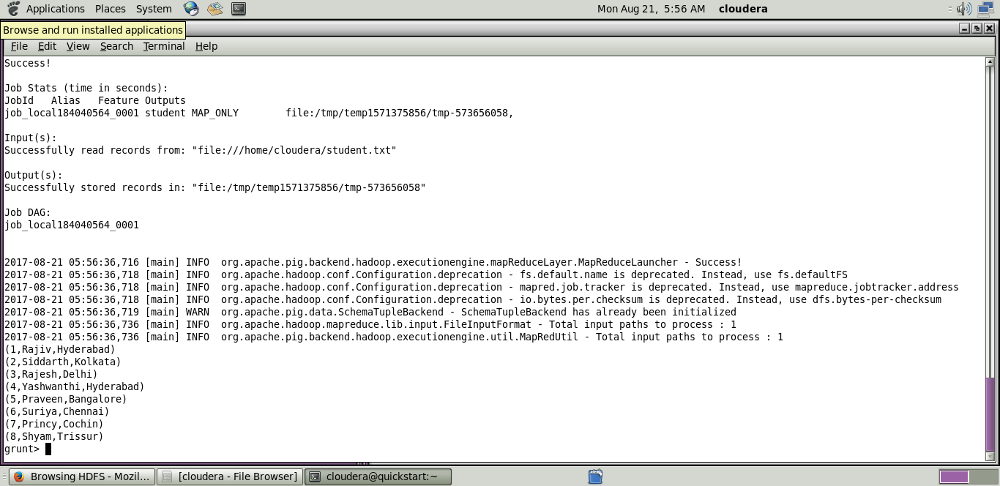 Applications Places System Mon Aug 21, 5:56 AM cloudera
Browse and run installed applications
File Edit View Search Terminal Help
Success!
Job Stats (time in seconds):
JobId Alias Feature Outputs
job_local184040564_0001 student MAP_ONLY file:/tmp/temp1571375856/tmp-573656058,
Input(s):
Successfully read records from: "file:///home/cloudera/student.txt"
Output(s):
Successfully stored records in: "file:/tmp/temp1571375856/tmp-573656058"
Job DAG:
job_local184040564_0001
2017-08-21 05:56:36,716 [main] INFO org.apache.pig.backend.hadoop.executionengine.mapReduceLayer.MapReduceLauncher - Success!
2017-08-21 05:56:36,718 [main] INFO org.apache.hadoop.conf.Configuration.deprecation - fs.default.name is deprecated. Instead, use fs.defaultFS
2017-08-21 05:56:36,718 [main] INFO org.apache.hadoop.conf.Configuration.deprecation - mapred.job.tracker is deprecated. Instead, use mapreduce.jobtracker.address
2017-08-21 05:56:36,718 [main] INFO org.apache.hadoop.conf.Configuration.deprecation - io.bytes.per.checksum is deprecated. Instead, use dfs.bytes-per-checksum
2017-08-21 05:56:36,719 [main] WARN org.apache.pig.data.SchemaTupleBackend - SchemaTupleBackend has already been initialized
2017-08-21 05:56:36,736 [main] INFO org.apache.hadoop.mapreduce.lib.input.FileInputFormat - Total input paths to process : 1
2017-08-21 05:56:36,736 [main] INFO org.apache.pig.backend.hadoop.executionengine.util.MapRedUtil - Total input paths to process : 1
(1,Rajiv,Hyderabad)
(2,Siddarth,Kolkata)
(3,Rajesh,Delhi)
(4,Yashwanthi,Hyderabad)
(5,Praveen,Bangalore)
(6,Suriya,Chennai)
(7,Princy,Cochin)
(8,Shyam,Trissur)
grunt>
Browsing HDFS - Mozil... [cloudera - File Browser] cloudera@quickstart:~